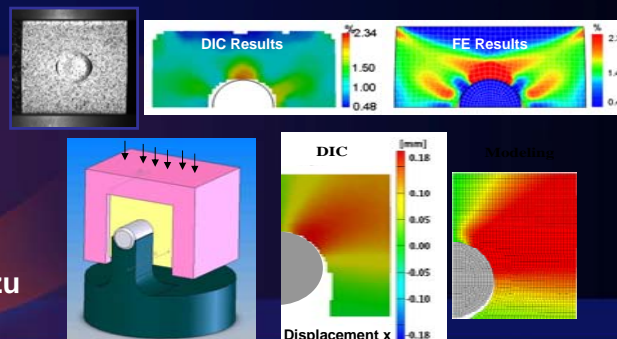 %
2.34
DIC Results
1.50
1.00
0.48
FE Results
%
DIC
[mm]
0.18
0.10
0.05
0.00
-0.05
-0.10
-0.18
Displacement x
Modeling
zu